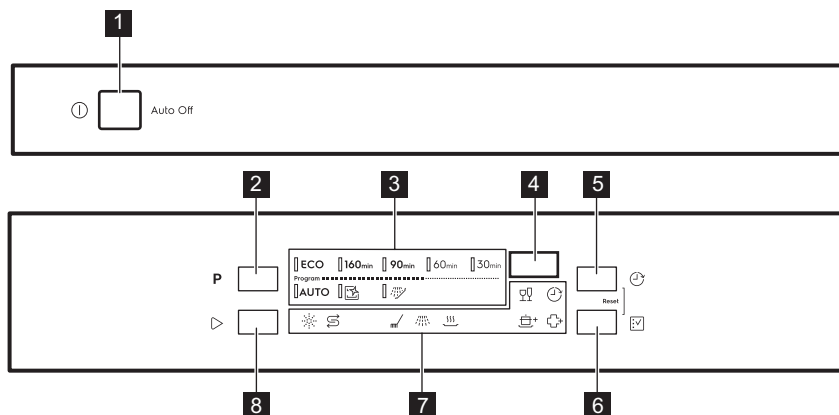 1
Auto Off
2 3 4 5
P ECO 160min 90min 60min 30min
Program
AUTO
Reset
8 7 6